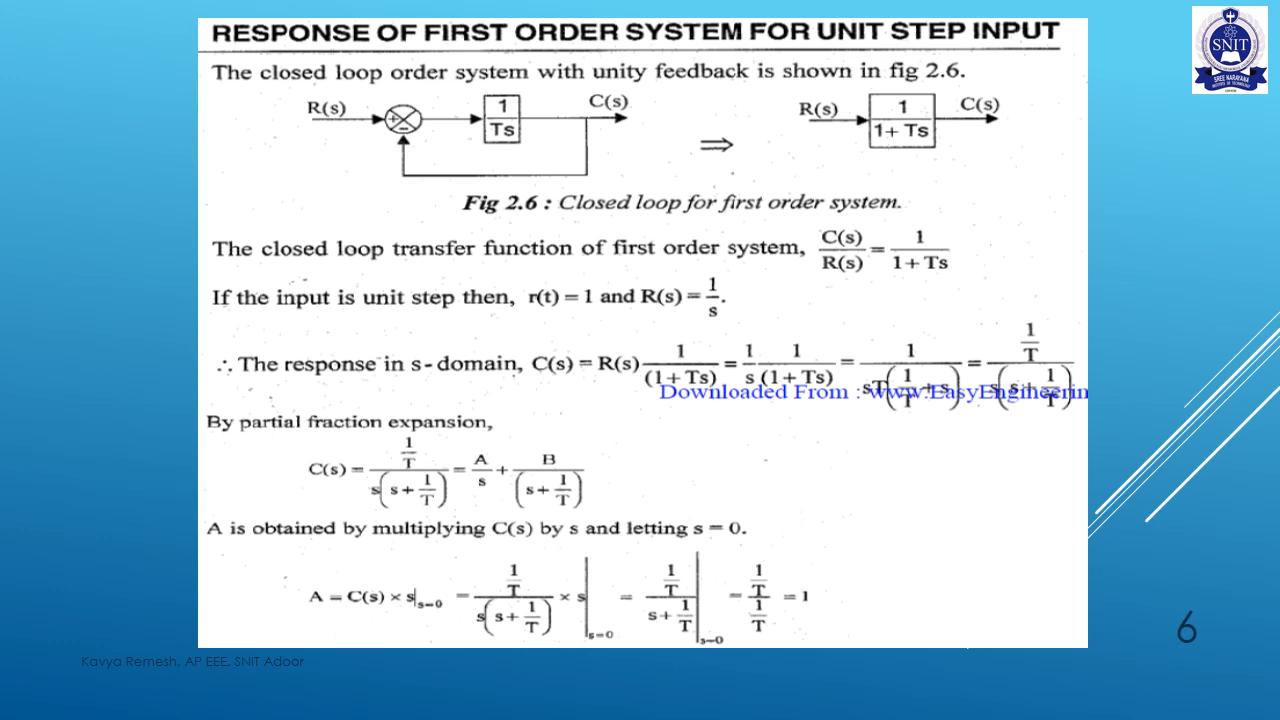 RESPONSE OF FIRST ORDER SYSTEM FOR UNIT STEP INPUT
SNIT
SREE NARAYANA
The closed loop order system with unity feedback is shown in fig 2.6.
R(s) + − 1/Ts C(s) ⇒ R(s) 1/1+ Ts C(s)
Fig 2.6 : Closed loop for first order system.
The closed loop transfer function of first order system, C(s)/R(s) = 1/1+Ts
If the input is unit step then, r(t) = 1 and R(s) = 1/s.
∴ The response in s-domain, C(s) = R(s) 1/(1+Ts) = 1/s 1/(1+Ts) = 1/sT(1/T+s) = 1/T/s(s+1/T)
Downloaded From : www.EasyEngineerin
By partial fraction expansion,
C(s) = 1/T/s(s+1/T) = A/s + B/(s+1/T)
A is obtained by multiplying C(s) by s and letting s = 0.
A = C(s) × s|s=0 = 1/T/s(s+1/T) × s|s=0 = 1/T/s+1/T|s=0 = 1/T/1/T = 1
6
Kavya Remesh, AP EEE, SNIT Adoor